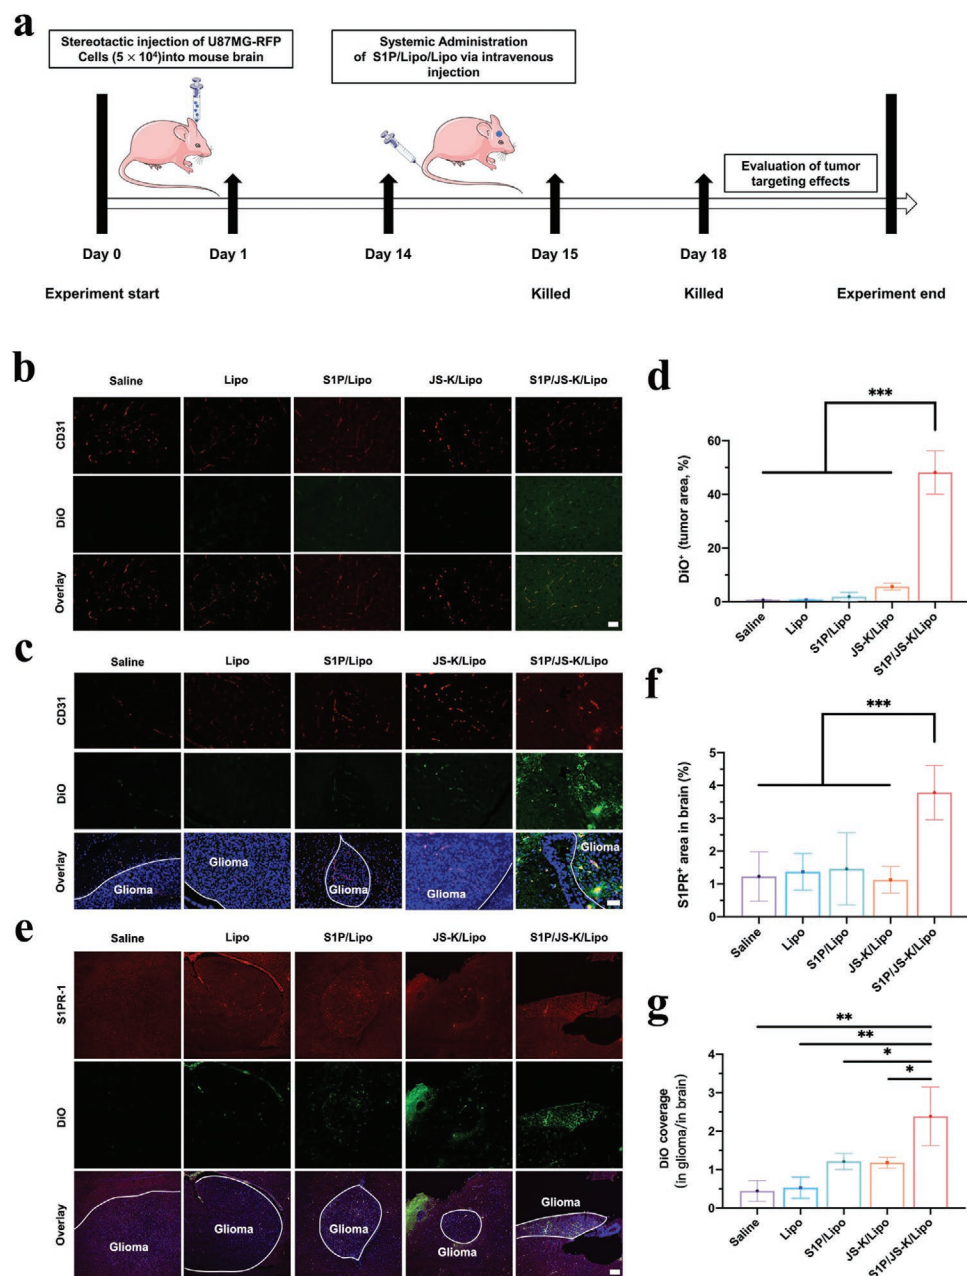 a
Stereotactic injection of U87MG-RFP
Cells (5 × 10⁴)into mouse brain
Systemic Administration
of S1P/Lipo/Lipo via intravenous
injection
Evaluation of tumor
targeting effects
Day 0
Day 1
Day 14
Day 15
Day 18
Experiment start
Killed
Killed
Experiment end
b
Saline
Lipo
S1P/Lipo
JS-K/Lipo
S1P/JS-K/Lipo
CD31
DiO
Overlay
c
Saline
Lipo
S1P/Lipo
JS-K/Lipo
S1P/JS-K/Lipo
CD31
DiO
Overlay
Glioma
Glioma
Glioma
Glioma
Glioma
e
Saline
Lipo
S1P/Lipo
JS-K/Lipo
S1P/JS-K/Lipo
S1PR-1
DiO
Overlay
Glioma
Glioma
Glioma
Glioma
Glioma
d
***
DiO⁺ (tumor area, %)
60
40
20
0
Saline
Lipo
S1P/Lipo
JS-K/Lipo
S1P/JS-K/Lipo
f
***
S1PR⁺ area in brain (%)
5
4
3
2
1
0
Saline
Lipo
S1P/Lipo
JS-K/Lipo
S1P/JS-K/Lipo
g
**
**
*
*
DiO coverage
(in glioma/in brain)
4
3
2
1
0
Saline
Lipo
S1P/Lipo
JS-K/Lipo
S1P/JS-K/Lipo